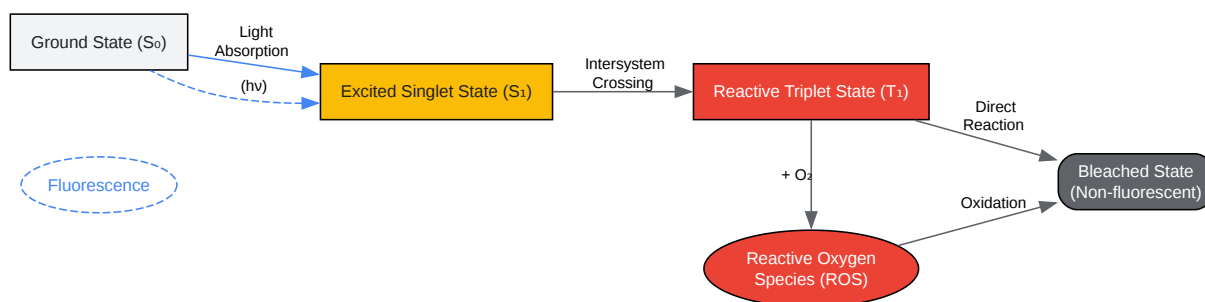 Ground State (S₀)
Light
Absorption
(hν)
Fluorescence
Excited Singlet State (S₁)
Intersystem
Crossing
Reactive Triplet State (T₁)
Direct
Reaction
+ O₂
Reactive Oxygen
Species (ROS)
Oxidation
Bleached State
(Non-fluorescent)